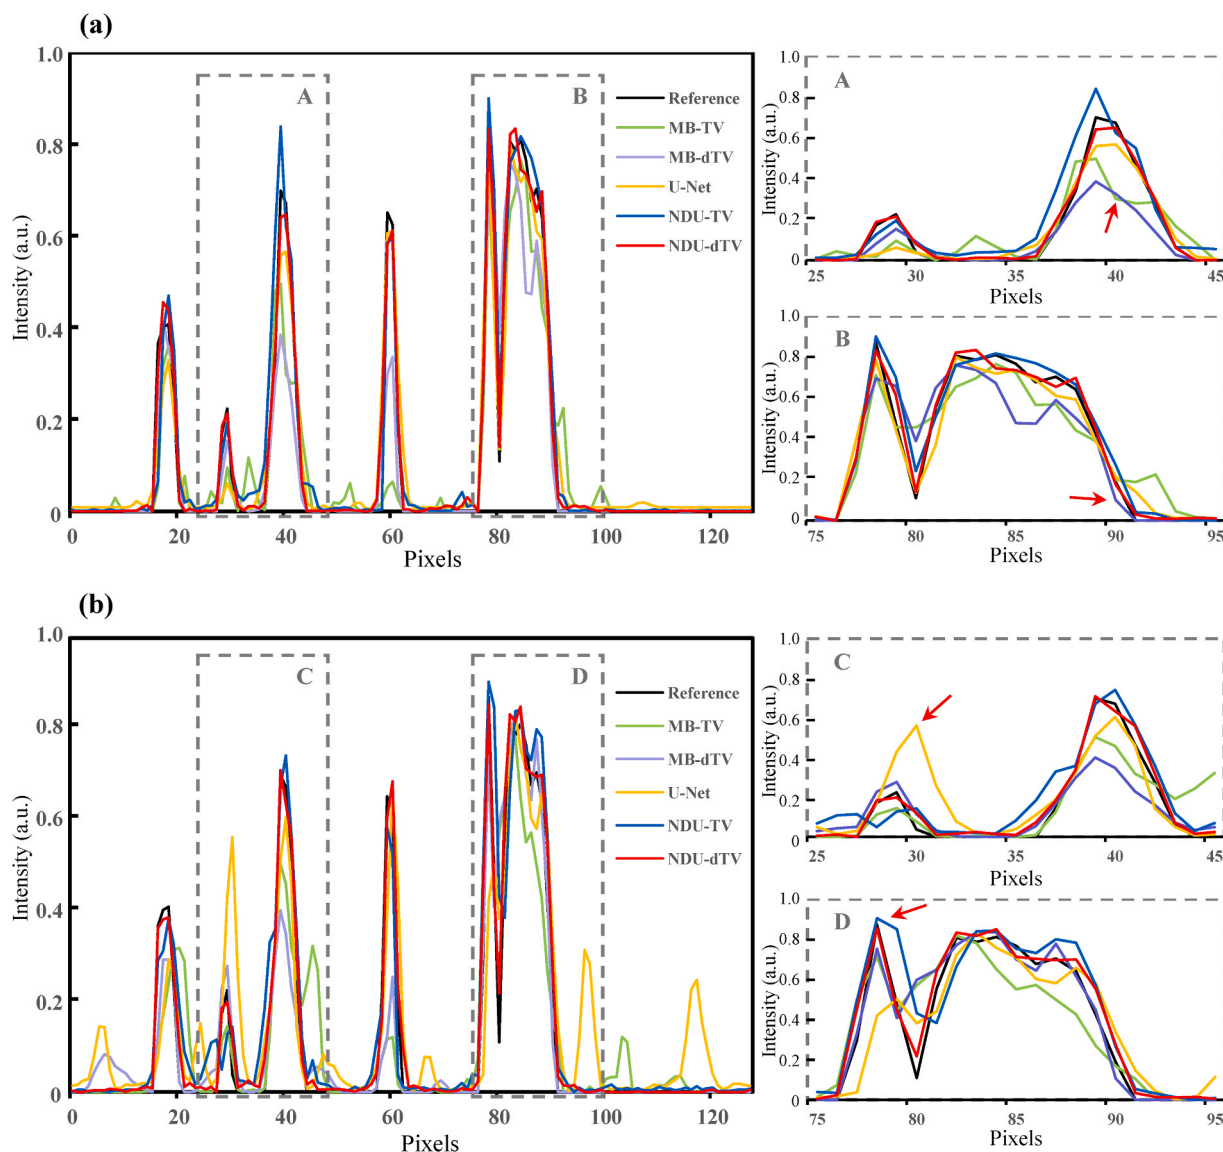 (a)
1.0
0.8
0.6
0.4
0.2
0
Intensity (a.u.)
0 20 40 60 80 100 120
Pixels
A
B
Reference
MB-TV
MB-dTV
U-Net
NDU-TV
NDU-dTV
A
1.0
0.8
0.6
0.4
0.2
0
Intensity (a.u.)
25 30 35 40 45
Pixels
B
1.0
0.8
0.6
0.4
0.2
0
Intensity (a.u.)
75 80 85 90 95
Pixels
(b)
1.0
0.8
0.6
0.4
0.2
0
Intensity (a.u.)
0 20 40 60 80 100 120
Pixels
C
D
Reference
MB-TV
MB-dTV
U-Net
NDU-TV
NDU-dTV
C
1.0
0.8
0.6
0.4
0.2
0
Intensity (a.u.)
25 30 35 40 45
Pixels
D
1.0
0.8
0.6
0.4
0.2
0
Intensity (a.u.)
75 80 85 90 95
Pixels